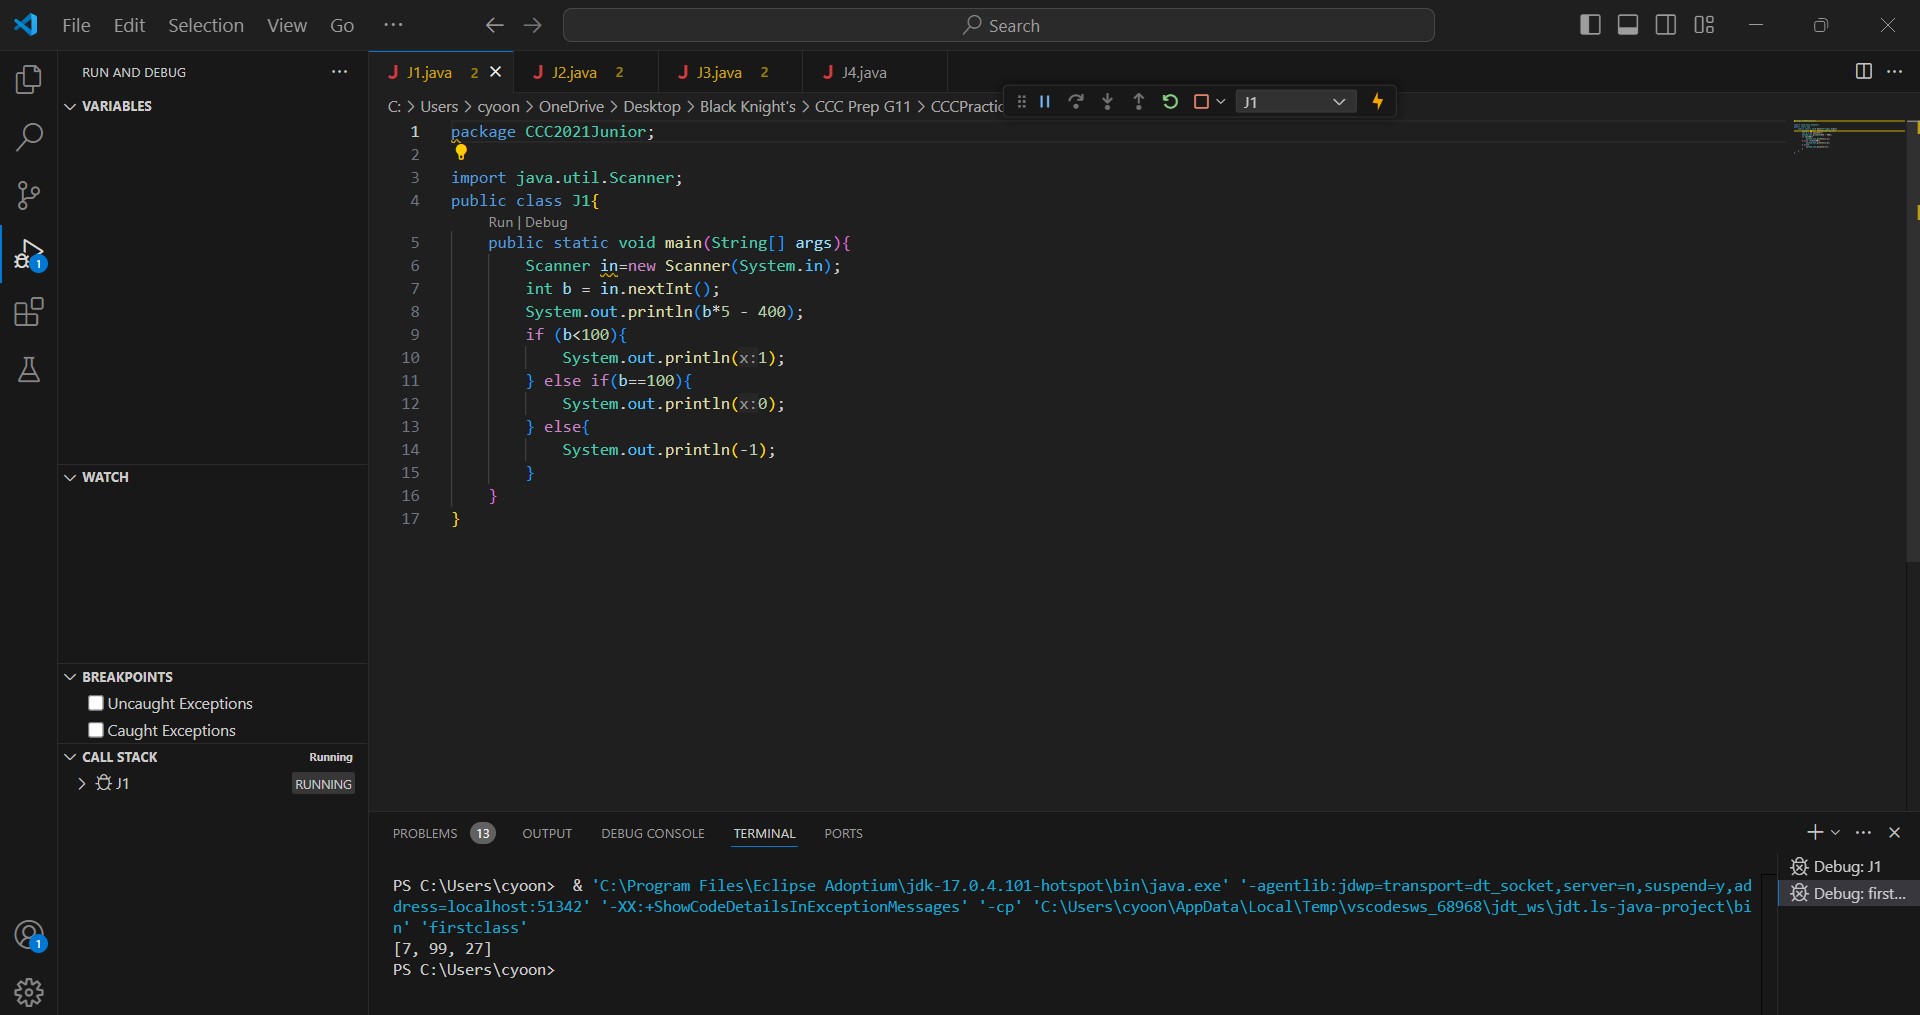 File Edit Selection View Go ··· Search
RUN AND DEBUG ···
VARIABLES
WATCH
BREAKPOINTS
Uncaught Exceptions
Caught Exceptions
CALL STACK Running
J1 RUNNING
1
1
J J1.java 2 J J2.java 2 J J3.java 2 J J4.java
C: > Users > cyoon > OneDrive > Desktop > Black Knight's > CCC Prep G11 > CCCPractic
J1
1 package CCC2021Junior;
2
3 import java.util.Scanner;
4 public class J1{
Run | Debug
5 public static void main(String[] args){
6 Scanner in=new Scanner(System.in);
7 int b = in.nextInt();
8 System.out.println(b*5 - 400);
9 if (b<100){
10 System.out.println(x:1);
11 } else if(b==100){
12 System.out.println(x:0);
13 } else{
14 System.out.println(-1);
15 }
16 }
17 }
PROBLEMS 13 OUTPUT DEBUG CONSOLE TERMINAL PORTS
PS C:\Users\cyoon>  & 'C:\Program Files\Eclipse Adoptium\jdk-17.0.4.101-hotspot\bin\java.exe' '-agentlib:jdwp=transport=dt_socket,server=n,suspend=y,ad
dress=localhost:51342' '-XX:+ShowCodeDetailsInExceptionMessages' '-cp' 'C:\Users\cyoon\AppData\Local\Temp\vscodesws_68968\jdt_ws\jdt.ls-java-project\bi
n' 'firstclass'
[7, 99, 27]
PS C:\Users\cyoon>
Debug: J1
Debug: first...